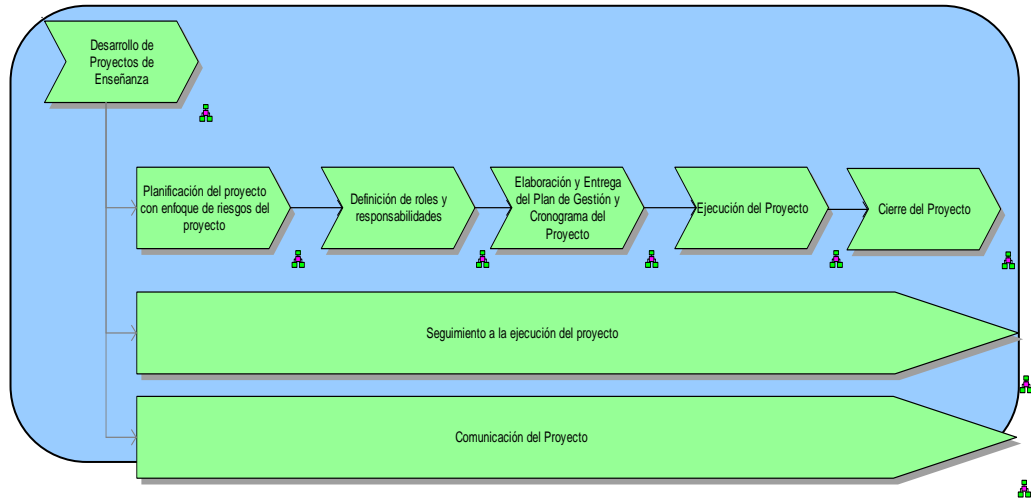 Desarrollo de
Proyectos de
Enseñanza
Planificación del proyecto
con enfoque de riesgos del
proyecto
Definición de roles y
responsabilidades
Elaboración y Entrega
del Plan de Gestión y
Cronograma del
Proyecto
Ejecución del Proyecto
Cierre del Proyecto
Seguimiento a la ejecución del proyecto
Comunicación del Proyecto